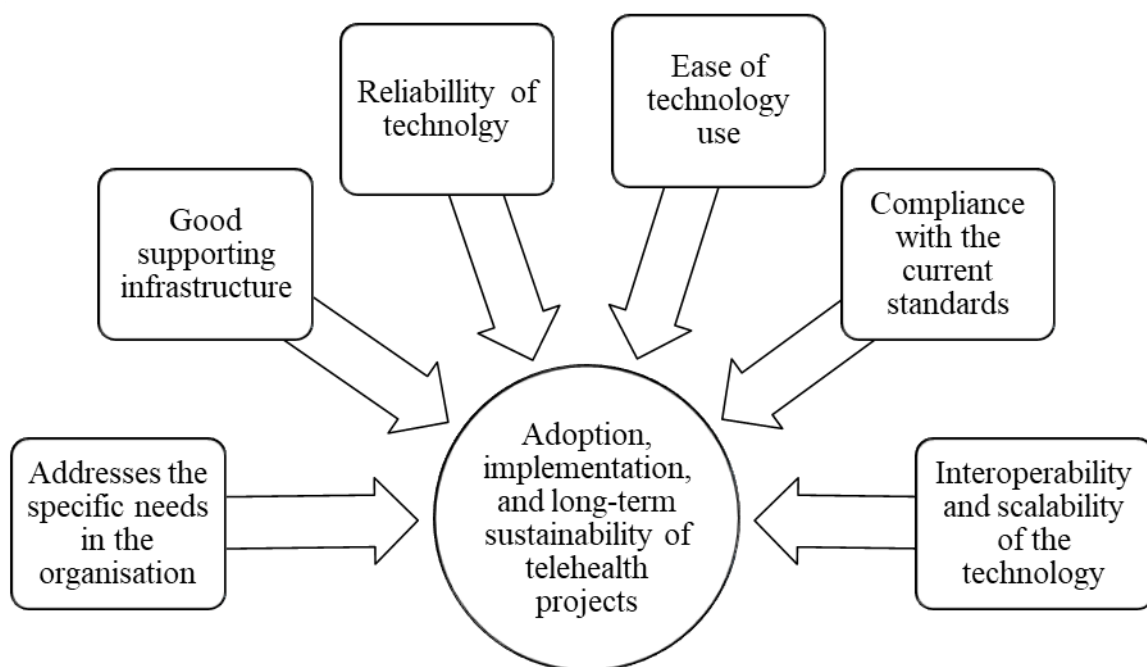 Addresses the
specific needs
in the
organisation
Good
supporting
infrastructure
Reliabillity of
technolgy
Ease of
technology
use
Compliance
with the
current
standards
Interoperability
and scalability
of the
technology
Adoption,
implementation,
and long-term
sustainability of
telehealth
projects